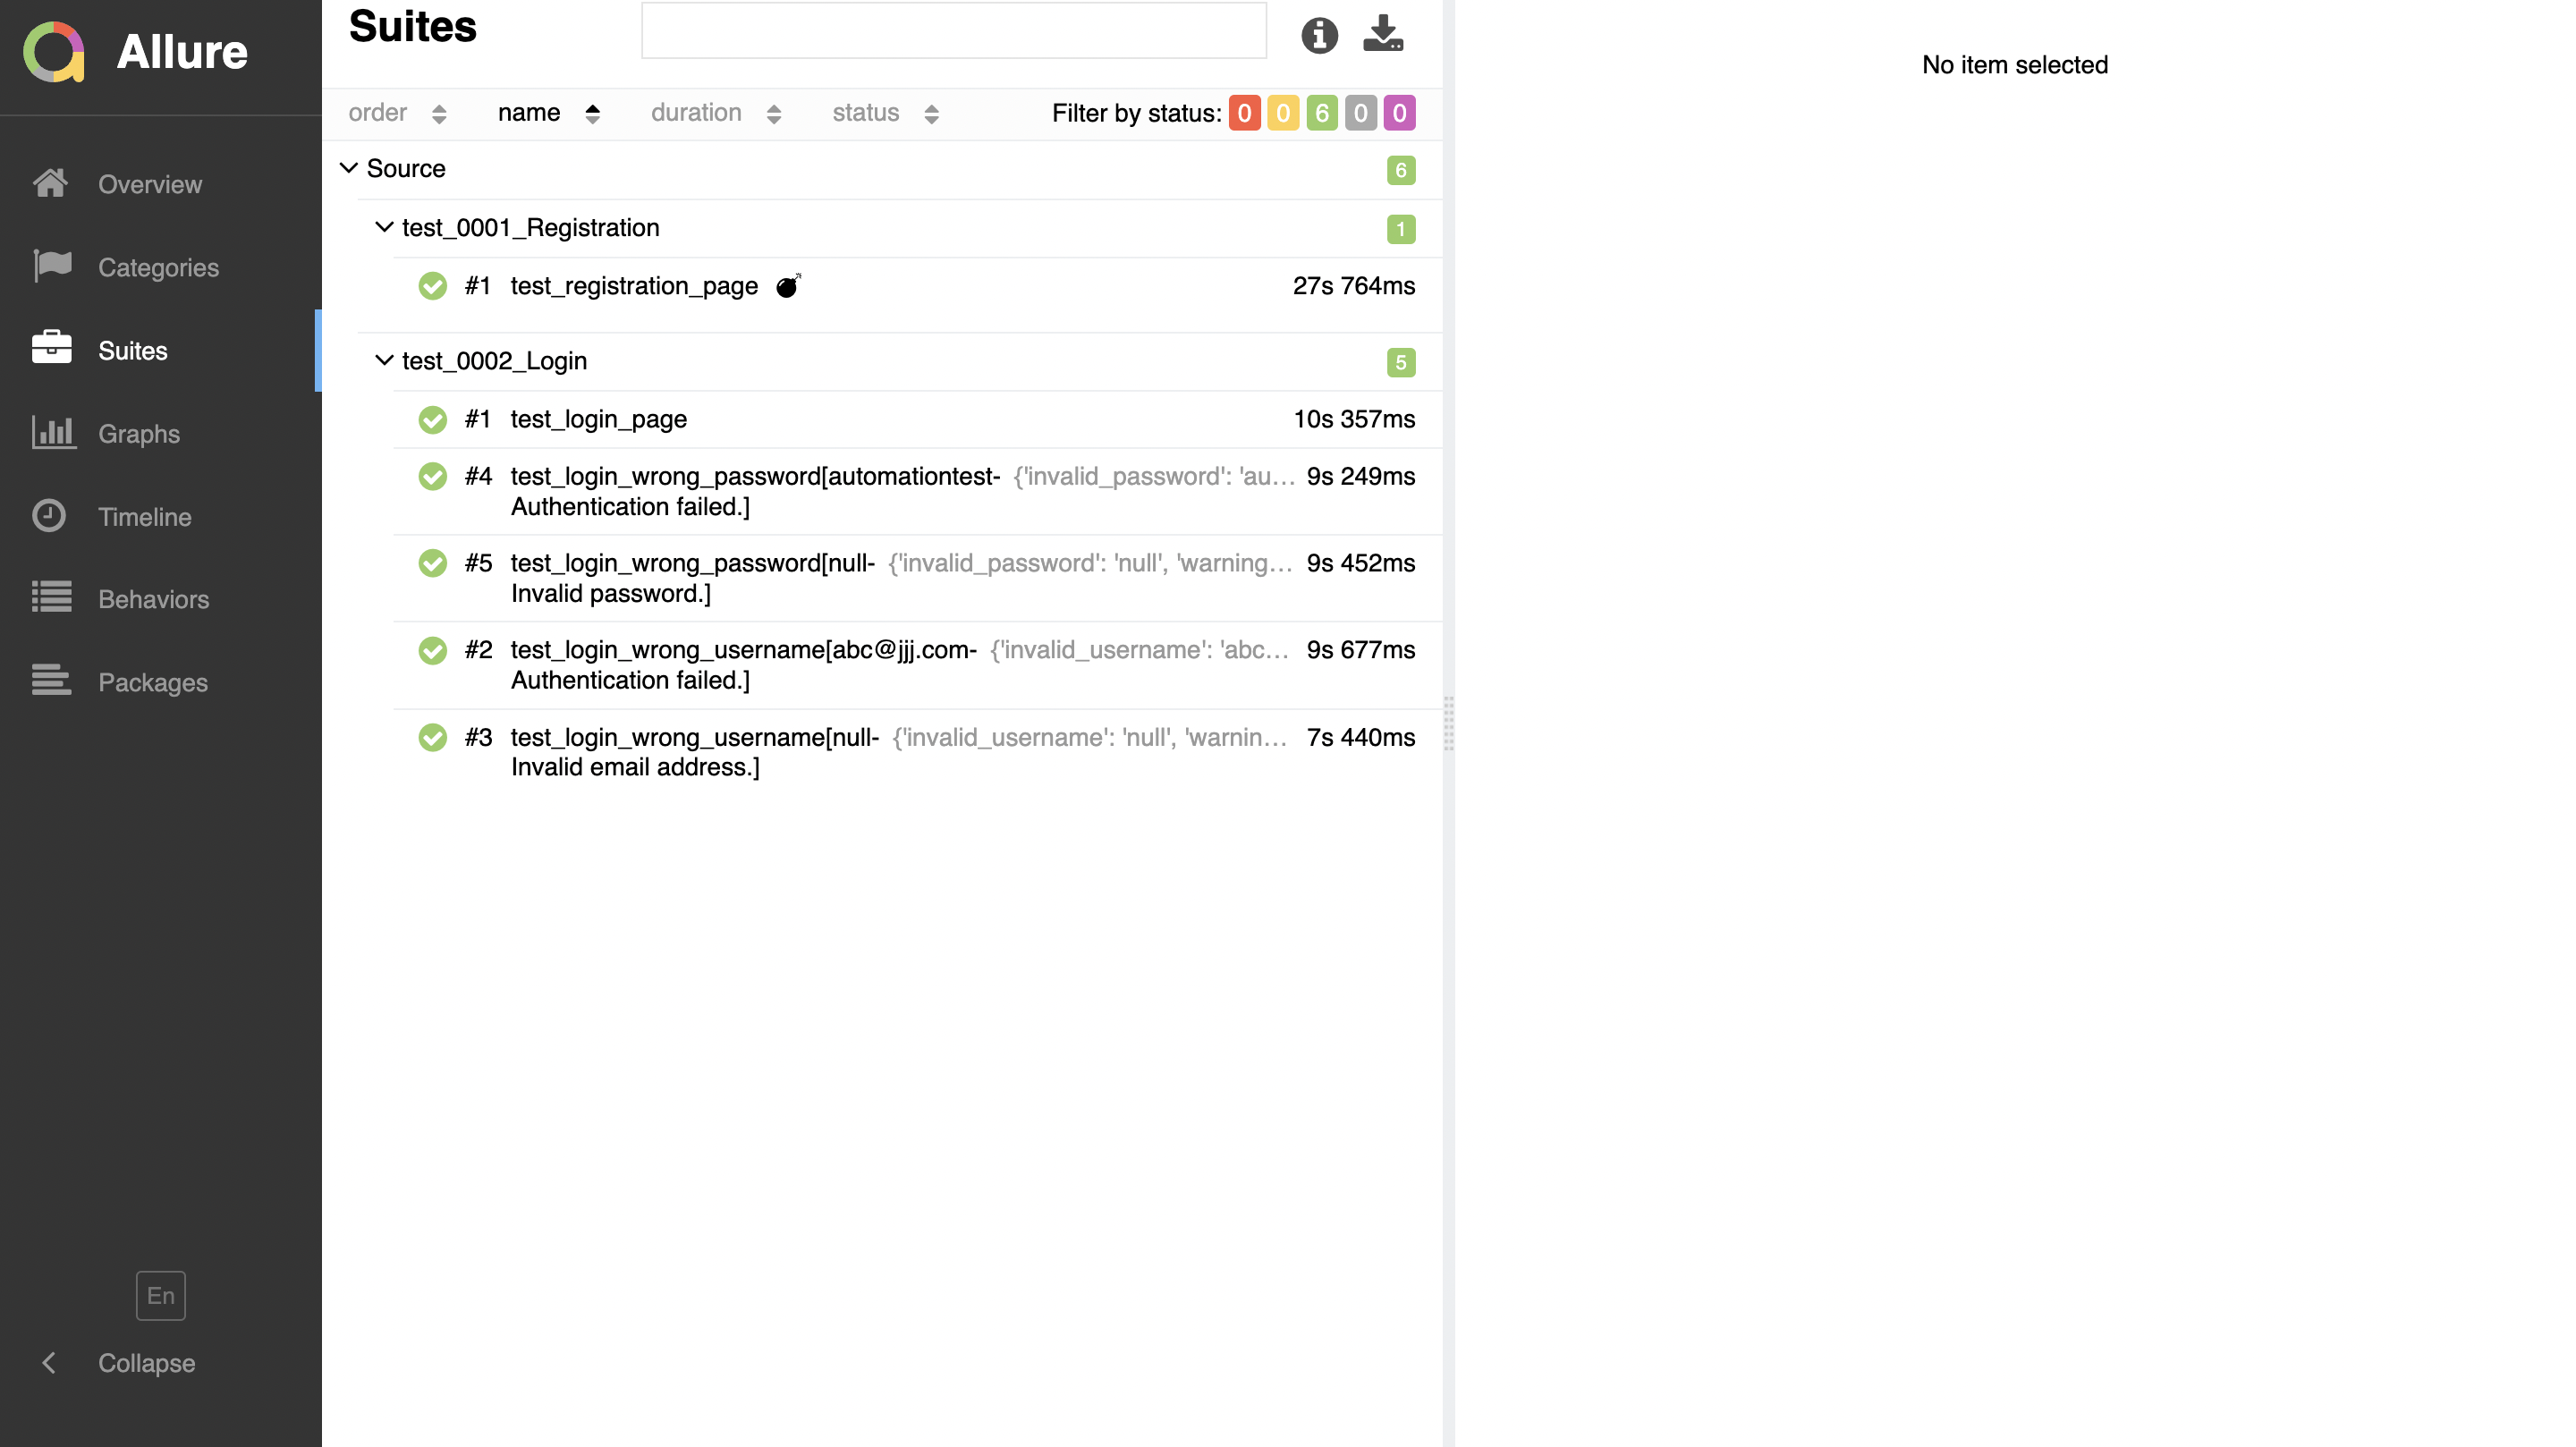 Allure
Overview
Categories
Suites
Graphs
Timeline
Behaviors
Packages
En
Collapse
Suites
order name duration status Filter by status: 0 0 6 0 0
Source 6
test_0001_Registration 1
#1 test_registration_page 27s 764ms
test_0002_Login 5
#1 test_login_page 10s 357ms
#4 test_login_wrong_password[automationtest- {'invalid_password': 'au... 9s 249ms
Authentication failed.]
#5 test_login_wrong_password[null- {'invalid_password': 'null', 'warning... 9s 452ms
Invalid password.]
#2 test_login_wrong_username[abc@jjj.com- {'invalid_username': 'abc... 9s 677ms
Authentication failed.]
#3 test_login_wrong_username[null- {'invalid_username': 'null', 'warnin... 7s 440ms
Invalid email address.]
No item selected